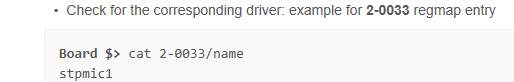 • Check for the corresponding driver: example for 2-0033 regmap entry
Board $> cat 2-0033/name
stpmic1